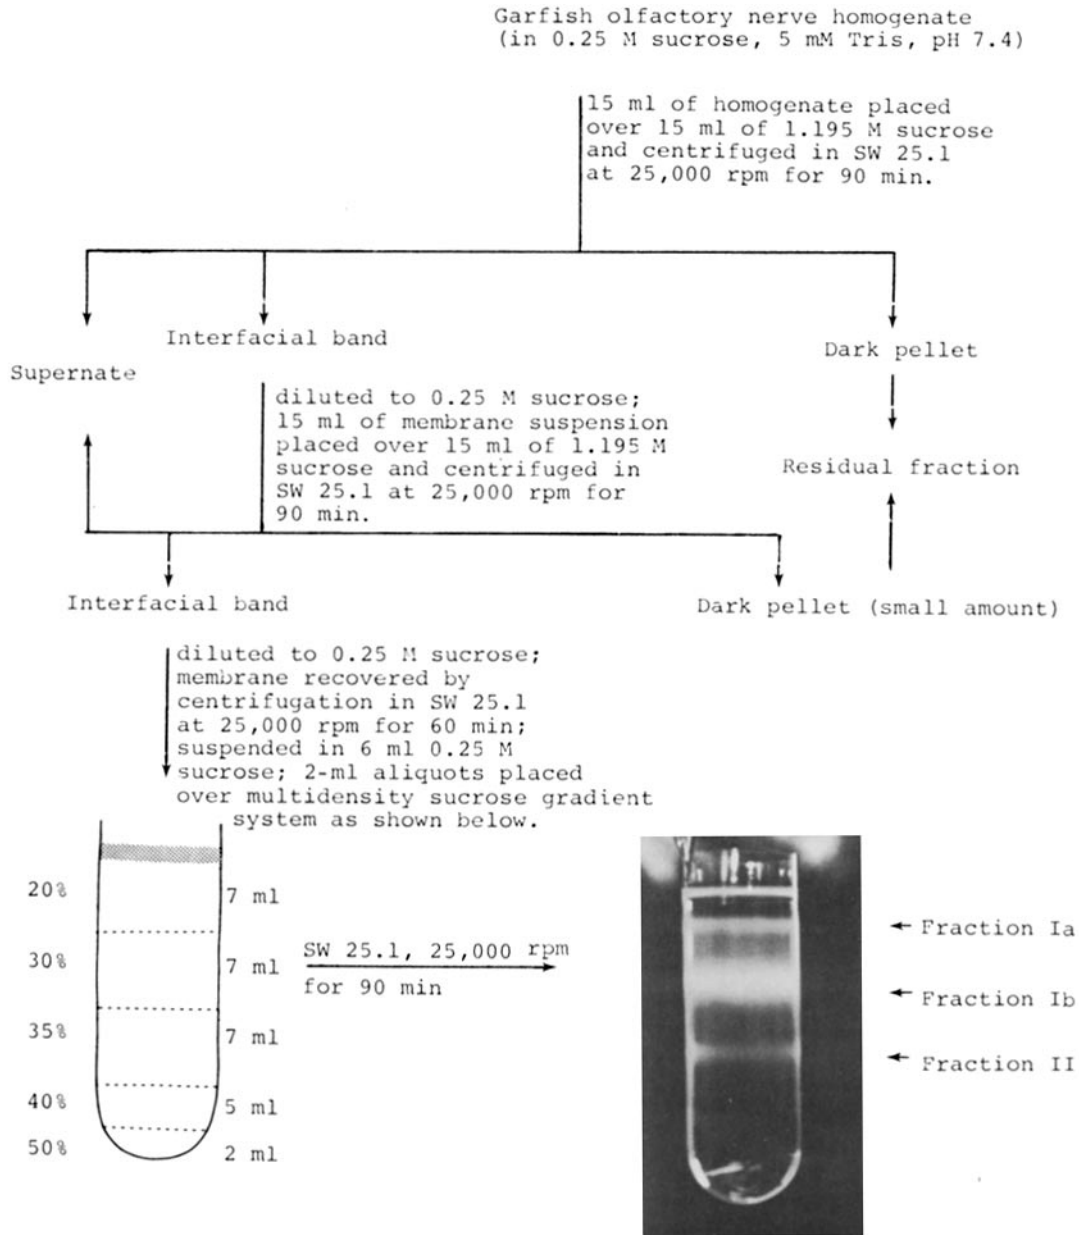 Garfish olfactory nerve homogenate
(in 0.25 M sucrose, 5 mM Tris, pH 7.4)
15 ml of homogenate placed
over 15 ml of 1.195 M sucrose
and centrifuged in SW 25.1
at 25,000 rpm for 90 min.
Supernate
Interfacial band
Dark pellet
diluted to 0.25 M sucrose;
15 ml of membrane suspension
placed over 15 ml of 1.195 M
sucrose and centrifuged in
SW 25.1 at 25,000 rpm for
90 min.
Residual fraction
Interfacial band
Dark pellet (small amount)
diluted to 0.25 M sucrose;
membrane recovered by
centrifugation in SW 25.1
at 25,000 rpm for 60 min;
suspended in 6 ml 0.25 M
sucrose; 2-ml aliquots placed
over multidensity sucrose gradient
system as shown below.
20% 7 ml
30% 7 ml
35% 7 ml
40% 5 ml
50% 2 ml
SW 25.1, 25,000 rpm
for 90 min
Fraction Ia
Fraction Ib
Fraction II